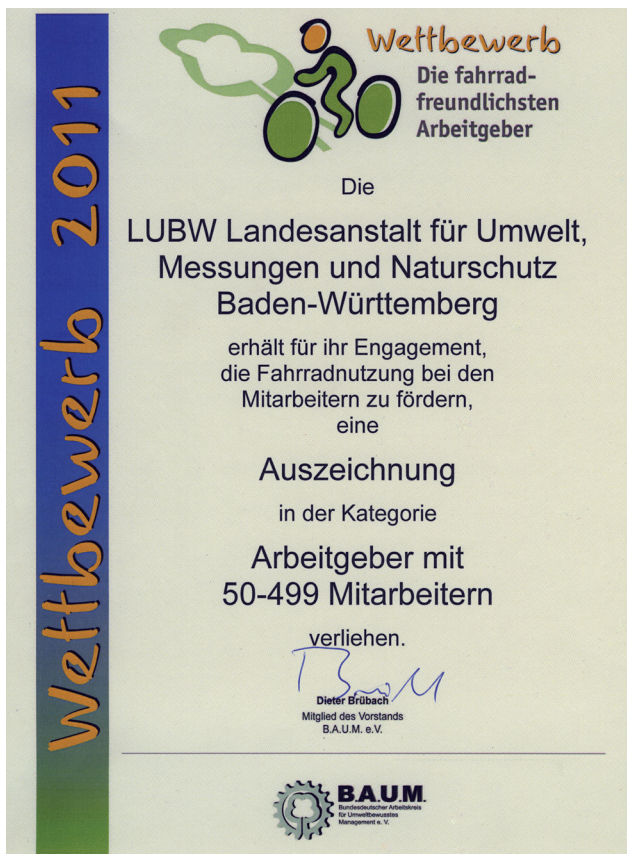 Wettbewerb 2011
Wettbewerb
Die fahrrad-
freundlichsten
Arbeitgeber
Die
LUBW Landesanstalt für Umwelt,
Messungen und Naturschutz
Baden-Württemberg
erhält für ihr Engagement,
die Fahrradnutzung bei den
Mitarbeitern zu fördern,
eine
Auszeichnung
in der Kategorie
Arbeitgeber mit
50-499 Mitarbeitern
verliehen.
Dieter Brübach
Mitglied des Vorstands
B.A.U.M. e.V.
B.A.U.M.
Bundesdeutscher Arbeitskreis
für Umweltbewusstes
Management e. V.